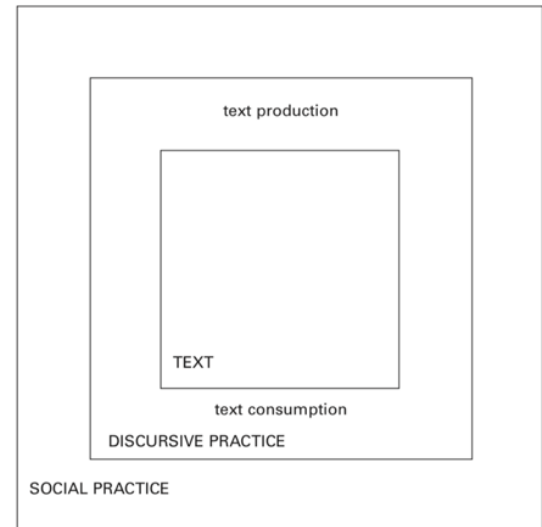 text production
TEXT
text consumption
DISCURSIVE PRACTICE
SOCIAL PRACTICE